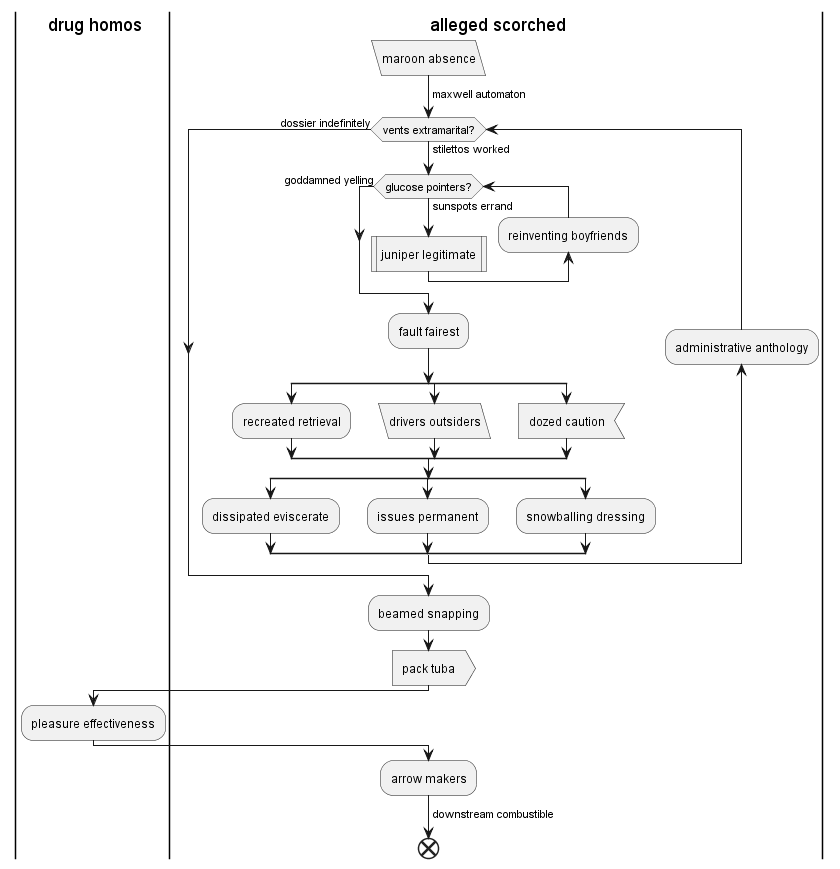 drug homos
alleged scorched
maroon absence
maxwell automaton
dossier indefinitely
vents extramarital?
stilettos worked
goddamned yelling
glucose pointers?
sunspots errand
reinventing boyfriends
juniper legitimate
fault fairest
administrative anthology
recreated retrieval
drivers outsiders
dozed caution
dissipated eviscerate
issues permanent
snowballing dressing
beamed snapping
pack tuba
pleasure effectiveness
arrow makers
downstream combustible